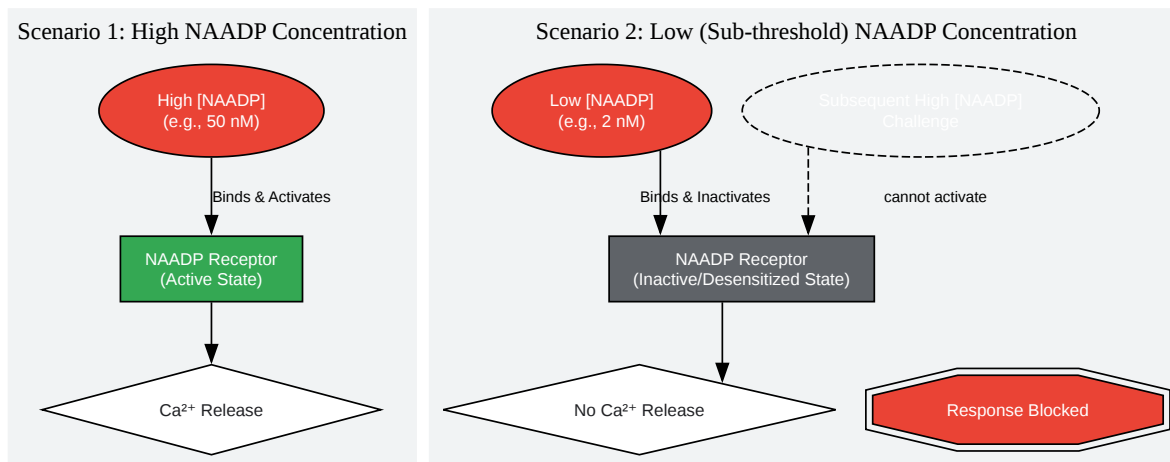 Scenario 1: High NAADP Concentration
High [NAADP]
(e.g., 50 nM)
Binds & Activates
NAADP Receptor
(Active State)
Ca²⁺ Release
Scenario 2: Low (Sub-threshold) NAADP Concentration
Low [NAADP]
(e.g., 2 nM)
Subsequent High [NAADP]
Challenge
Binds & Inactivates
cannot activate
NAADP Receptor
(Inactive/Desensitized State)
No Ca²⁺ Release
Response Blocked